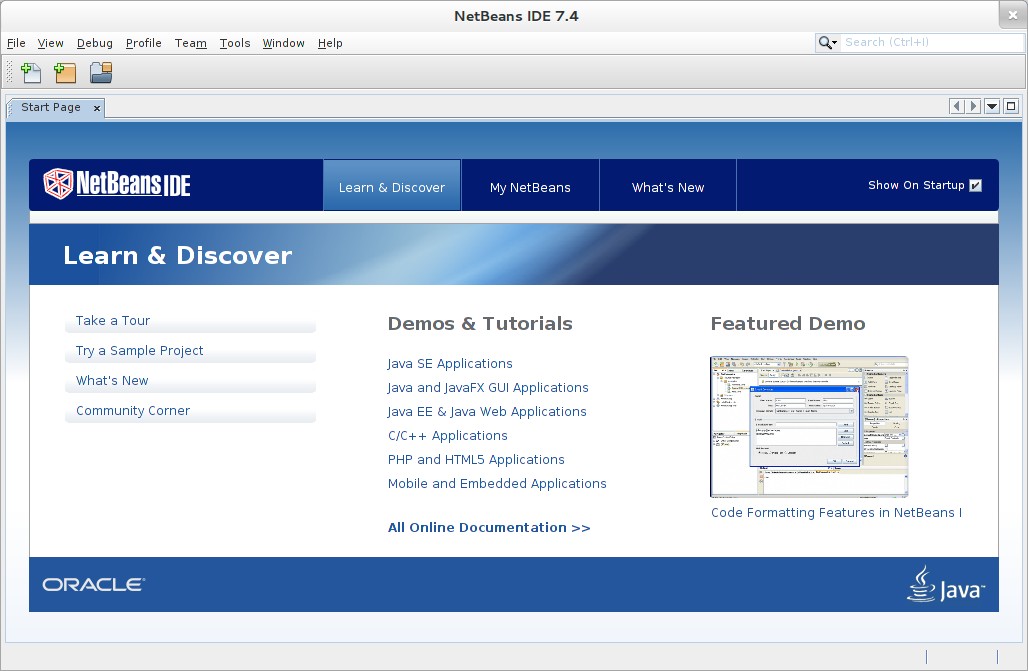 NetBeans IDE 7.4
File View Debug Profile Team Tools Window Help
Search (Ctrl+I)
Start Page
NetBeans IDE
Learn & Discover
My NetBeans
What's New
Show On Startup
Learn & Discover
Take a Tour
Try a Sample Project
What's New
Community Corner
Demos & Tutorials
Java SE Applications
Java and JavaFX GUI Applications
Java EE & Java Web Applications
C/C++ Applications
PHP and HTML5 Applications
Mobile and Embedded Applications
All Online Documentation >>
Featured Demo
Code Formatting Features in NetBeans I
ORACLE
Java™